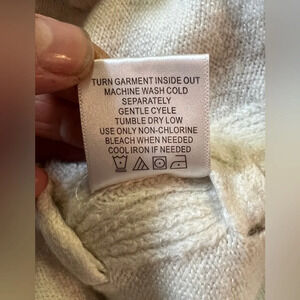 TURN GARMENT INSIDE OUT
MACHINE WASH COLD
SEPARATELY
GENTLE CYCLE
TUMBLE DRY LOW
USE ONLY NON-CHLORINE
BLEACH WHEN NEEDED
COOL IRON IF NEEDED